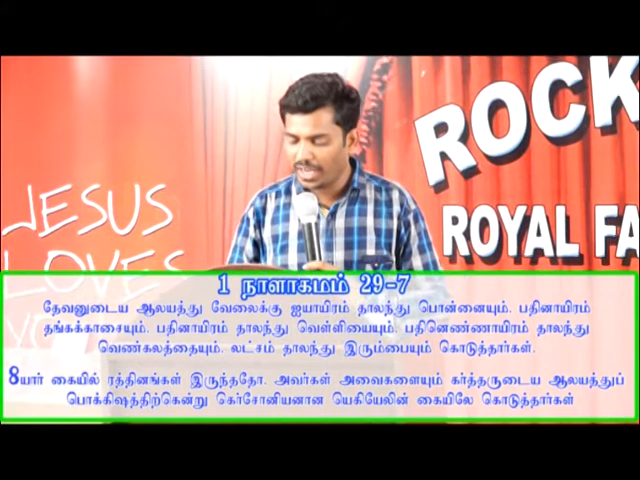 ROCK
ROYAL FA
JESUS
LOVES
YOU
1 நாளாகமம் 29-7
தேவனுடைய ஆலயத்து வேலைக்கு ஐயாயிரம் தாலந்து பொன்னையும். பதினாயிரம்
தங்கக்காசையும். பதினாயிரம் தாலந்து வெள்ளியையும். பதினெண்ணாயிரம் தாலந்து
வெண்கலத்தையும். லட்சம் தாலந்து இரும்பையும் கொடுத்தார்கள்.
8யார் கையில் ரத்தினங்கள் இருந்ததோ. அவர்கள் அவைகளையும் கர்த்தருடைய ஆலயத்துப்
பொக்கிஷத்திற்கென்று கெர்சோனியனான யெகியேலின் கையிலே கொடுத்தார்கள்